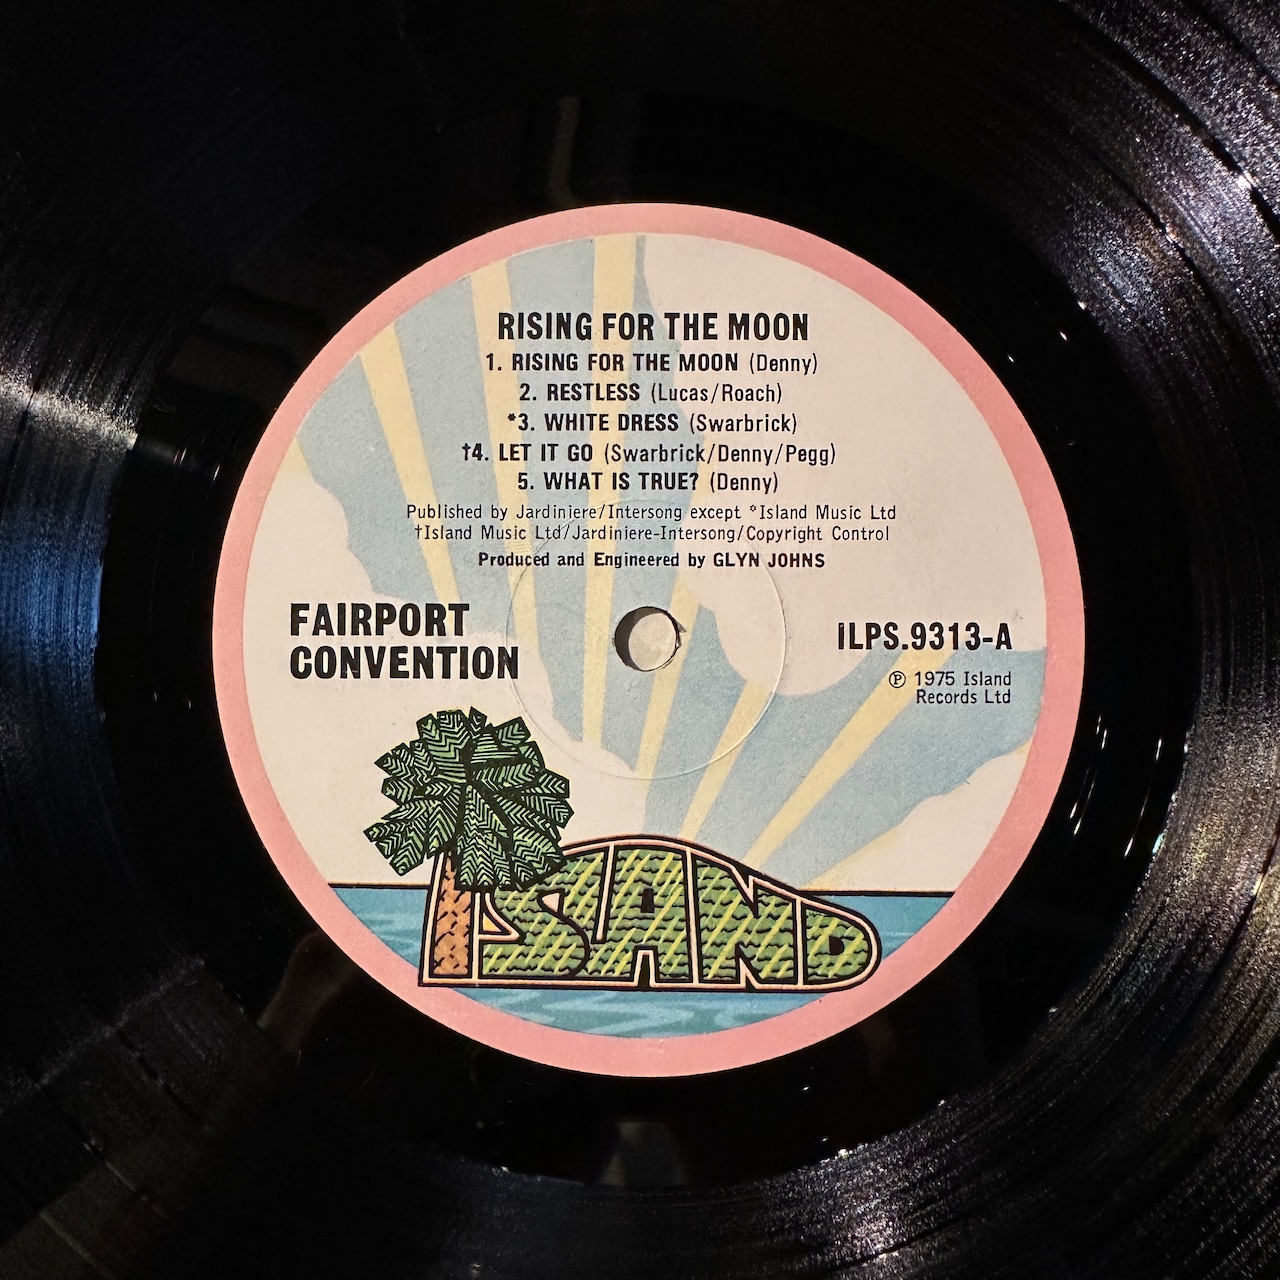 RISING FOR THE MOON
1. RISING FOR THE MOON (Denny)
2. RESTLESS (Lucas/Roach)
*3. WHITE DRESS (Swarbrick)
†4. LET IT GO (Swarbrick/Denny/Pegg)
5. WHAT IS TRUE? (Denny)
Published by Jardiniere/Intersong except *Island Music Ltd
†Island Music Ltd/Jardiniere-Intersong/Copyright Control
Produced and Engineered by GLYN JOHNS
FAIRPORT
CONVENTION
ILPS.9313-A
℗ 1975 Island
Records Ltd
ISLAND